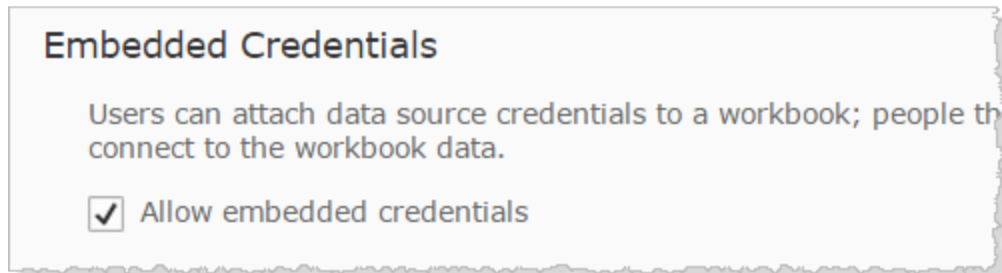 Embedded Credentials
Users can attach data source credentials to a workbook; people
connect to the workbook data.
Allow embedded credentials